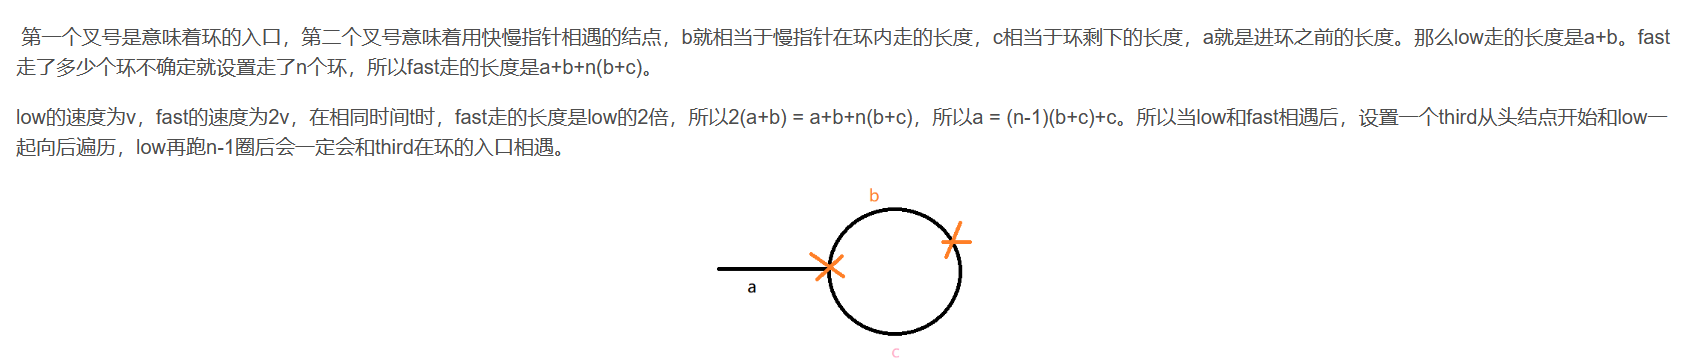 第一个叉号是意味着环的入口，第二个叉号意味着用快慢指针相遇的结点，b就相当于慢指针在环内走的长度，c相当于环剩下的长度，a就是进环之前的长度。那么low走的长度是a+b。fast
走了多少个环不确定就设置走了n个环，所以fast走的长度是a+b+n(b+c)。
low的速度为v，fast的速度为2v，在相同时间t时，fast走的长度是low的2倍，所以2(a+b) = a+b+n(b+c)，所以a = (n-1)(b+c)+c。所以当low和fast相遇后，设置一个third从头结点开始和low一
起向后遍历，low再跑n-1圈后会一定会和third在环的入口相遇。
b
a
c